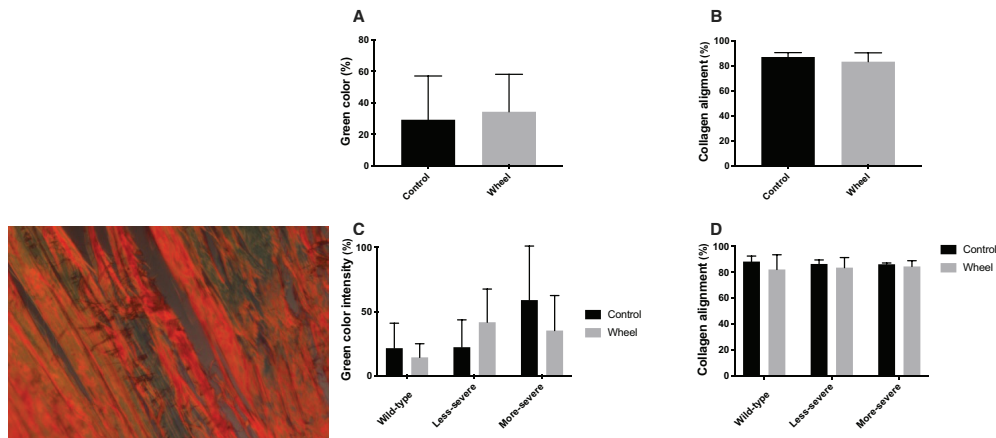 A
Green color (%)
80
60
40
20
0
Control
Wheel
B
Collagen aligment (%)
100
80
60
40
20
0
Control
Wheel
C
Green color intensity (%)
100
50
0
Wild-type
Less-severe
More-severe
Control
Wheel
D
Collagen alignment (%)
100
80
60
40
20
0
Wild-type
Less-severe
More-severe
Control
Wheel